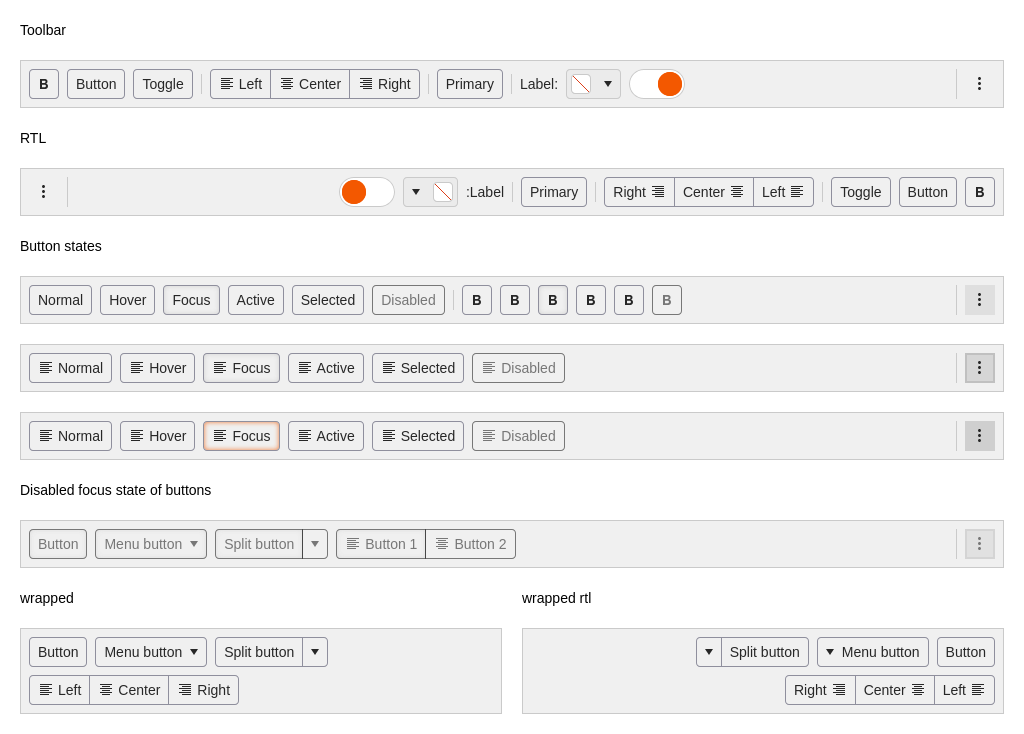 Toolbar
B Button Toggle Left Center Right Primary Label:
RTL
:Label Primary Right Center Left Toggle Button B
Button states
Normal Hover Focus Active Selected Disabled B B B B B B
Normal Hover Focus Active Selected Disabled
Normal Hover Focus Active Selected Disabled
Disabled focus state of buttons
Button Menu button Split button Button 1 Button 2
wrapped
Button Menu button Split button
Left Center Right
wrapped rtl
Split button Menu button Button
Right Center Left